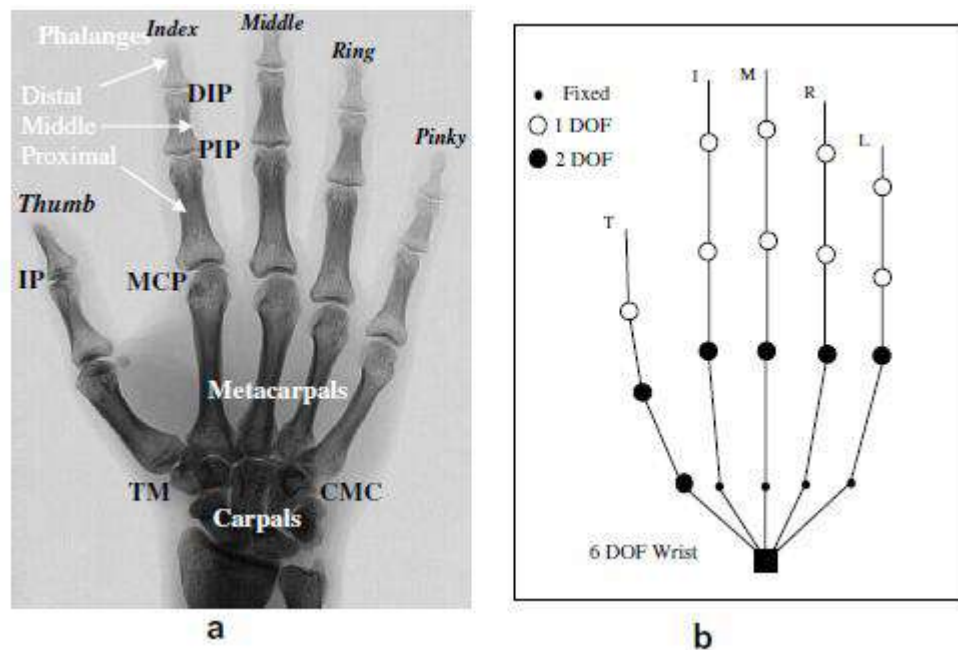 Phalanges
Index
Middle
Ring
Pinky
Distal
Middle
Proximal
DIP
PIP
Thumb
IP
MCP
Metacarpals
TM
CMC
Carpals
a
I
M
R
L
T
Fixed
1 DOF
2 DOF
6 DOF Wrist
b